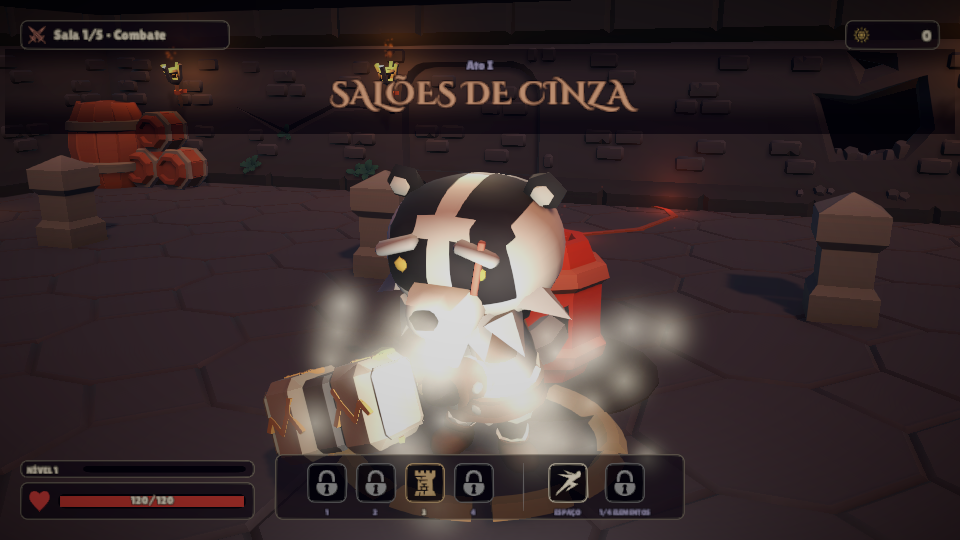 Sala 1/5 - Combate
0
Ato I
SALÕES DE CINZA
NÍVEL 1
120/120
1
2
3
4
ESPAÇO
1/4 ELEMENTOS